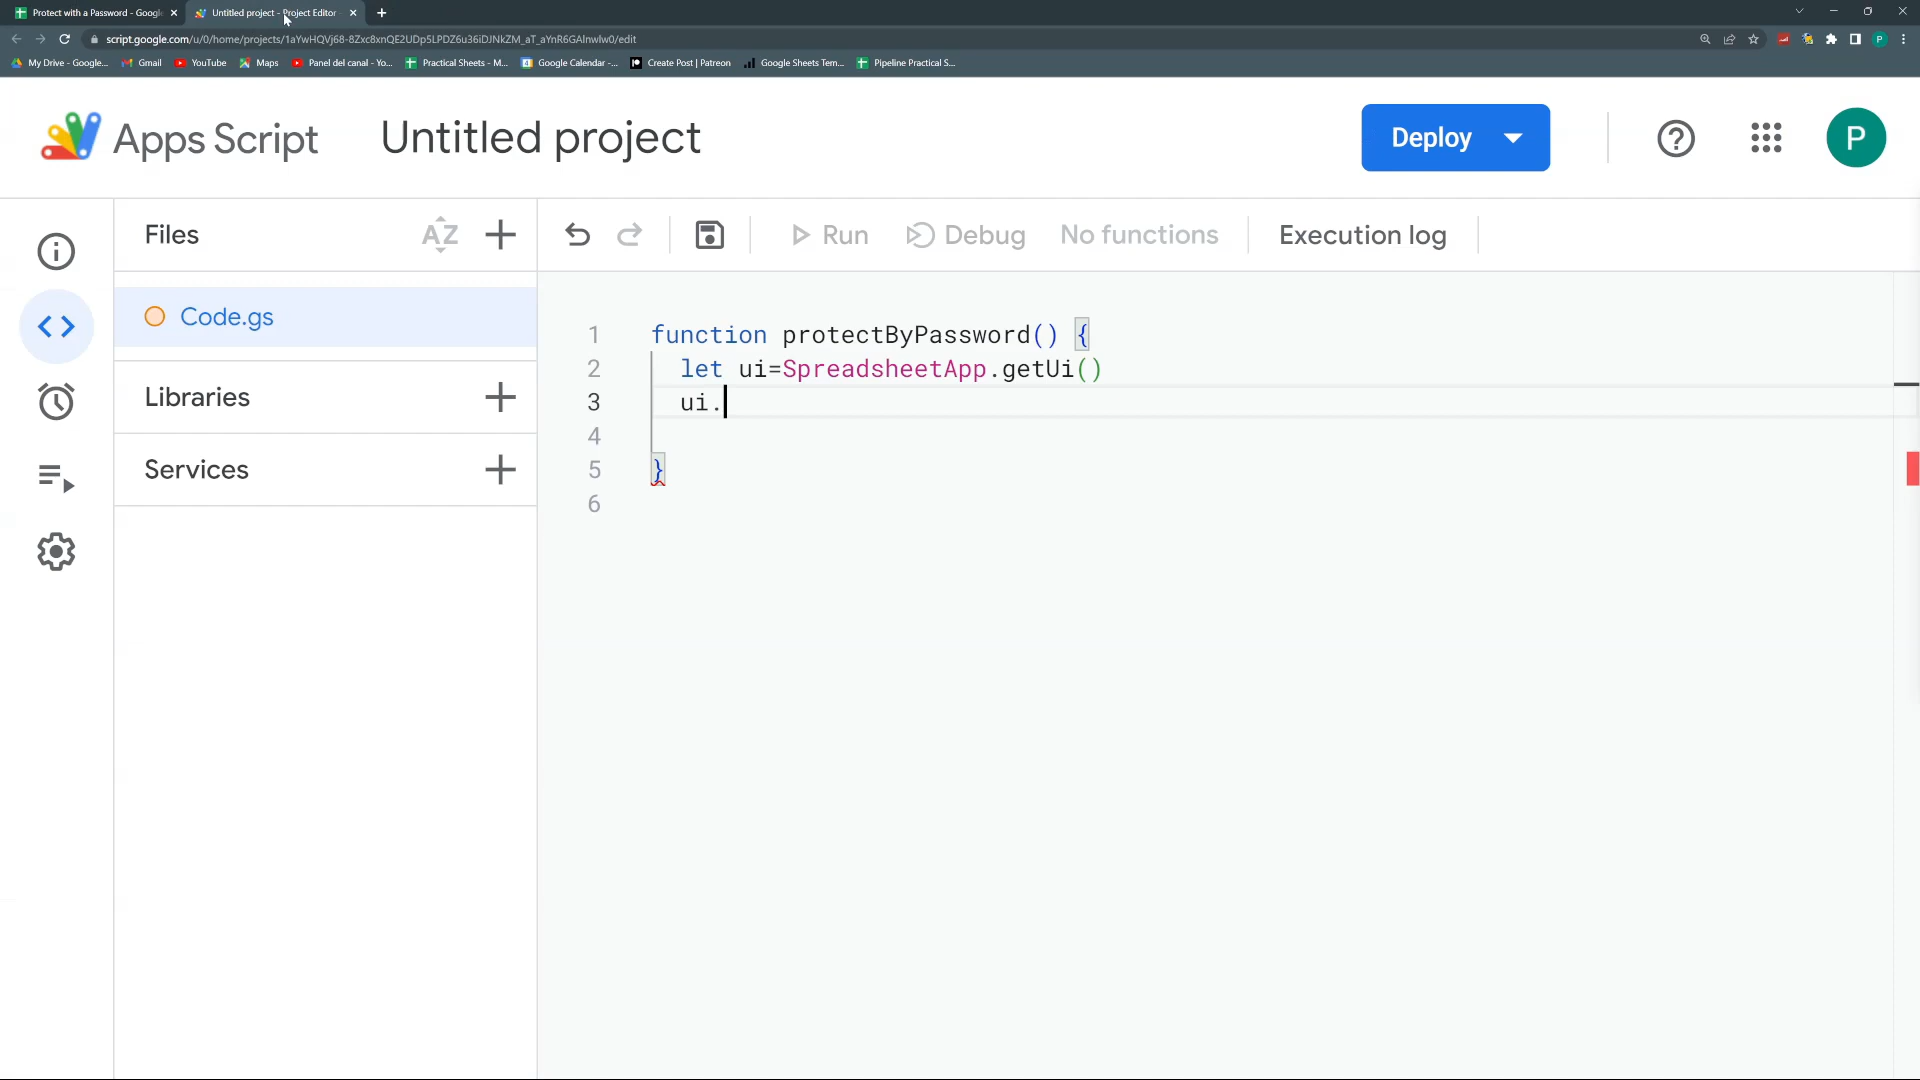 Protect with a Password - Googl
Untitled project - Project Editor
script.google.com/u/0/home/projects/1aYwHQVj68-8Zxc8xnQE2UDp5LPDZ6u36iDJNkZM_aT_aYnR6GAlnwlw0/edit
My Drive - Google...
Gmail
YouTube
Maps
Panel del canal - Yo...
Practical Sheets - M...
Google Calendar -...
Create Post | Patreon
Google Sheets Tem...
Pipeline Practical S...
Apps Script
Untitled project
Deploy
P
Files
AZ
Run
Debug
No functions
Execution log
Code.gs
Libraries
Services
1 function protectByPassword() {
2 let ui=SpreadsheetApp.getUi()
3 ui.
4
5 }
6